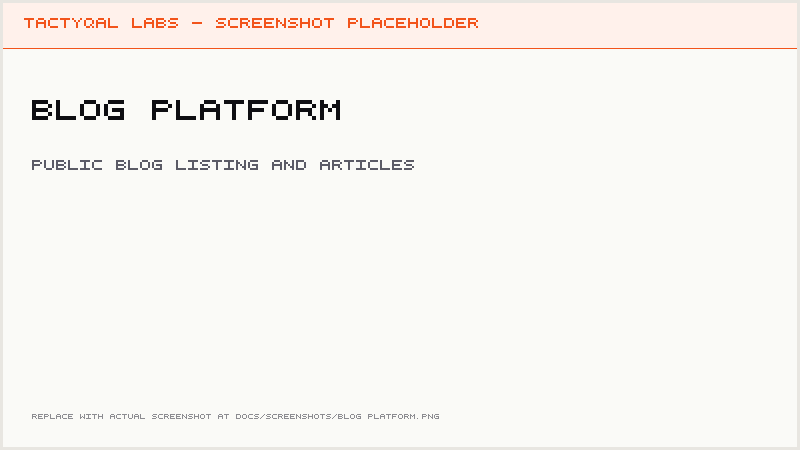 TACTYQAL LABS — SCREENSHOT PLACEHOLDER
BLOG PLATFORM
PUBLIC BLOG LISTING AND ARTICLES
REPLACE WITH ACTUAL SCREENSHOT AT DOCS/SCREENSHOTS/BLOG PLATFORM.PNG